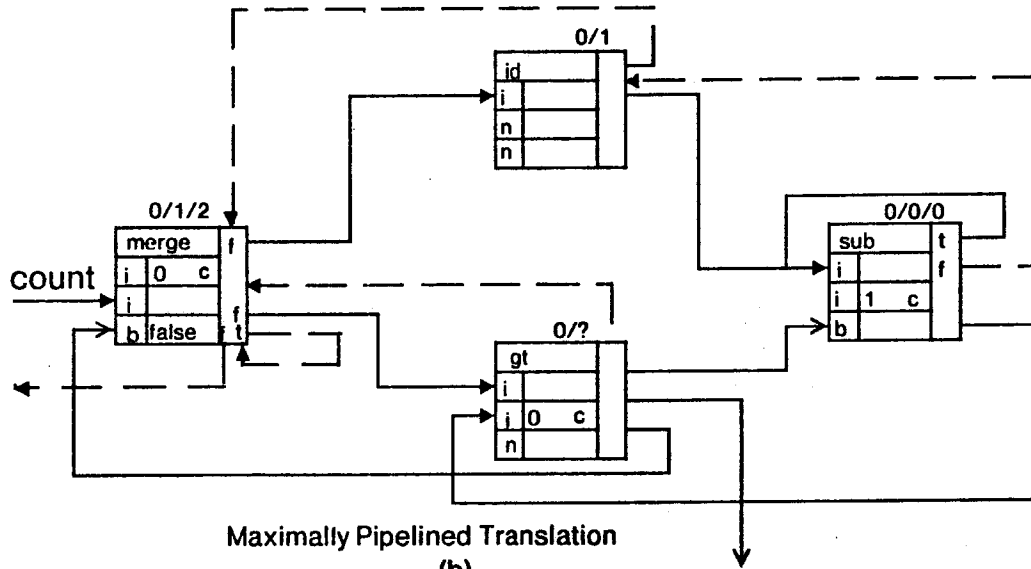 0/1
id
i
n
n
0/1/2
merge f
i 0 c
i
f
b false f t
count
0/0/0
sub t
i f
i 1 c
b
0/?
gt
i
i 0 c
n
Maximally Pipelined Translation
(b)